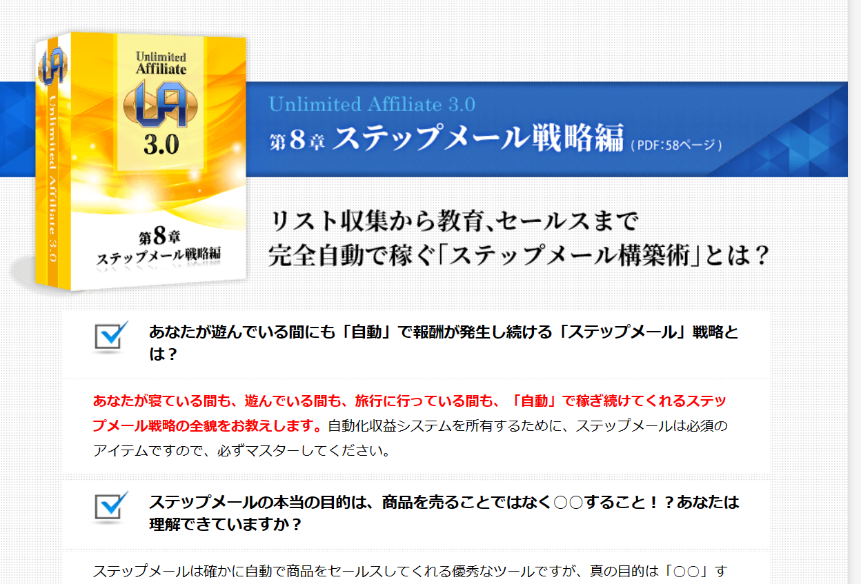 Unlimited
Affiliate
UA
3.0
Unlimited Affiliate 3.0
第8章
ステップメール戦略編
Unlimited Affiliate 3.0
第8章 ステップメール戦略編 (PDF:58ページ)
リスト収集から教育、セールスまで
完全自動で稼ぐ「ステップメール構築術」とは？
あなたが遊んでいる間にも「自動」で報酬が発生し続ける「ステップメール」戦略と
は？
あなたが寝ている間も、遊んでいる間も、旅行に行っている間も、「自動」で稼ぎ続けてくれるステッ
プメール戦略の全貌をお教えします。自動化収益システムを所有するために、ステップメールは必須の
アイテムですので、必ずマスターしてください。
ステップメールの本当の目的は、商品を売ることではなく○○すること！？あなたは
理解できていますか？
ステップメールは確かに自動で商品をセールスしてくれる優秀なツールですが、真の目的は「○○」す